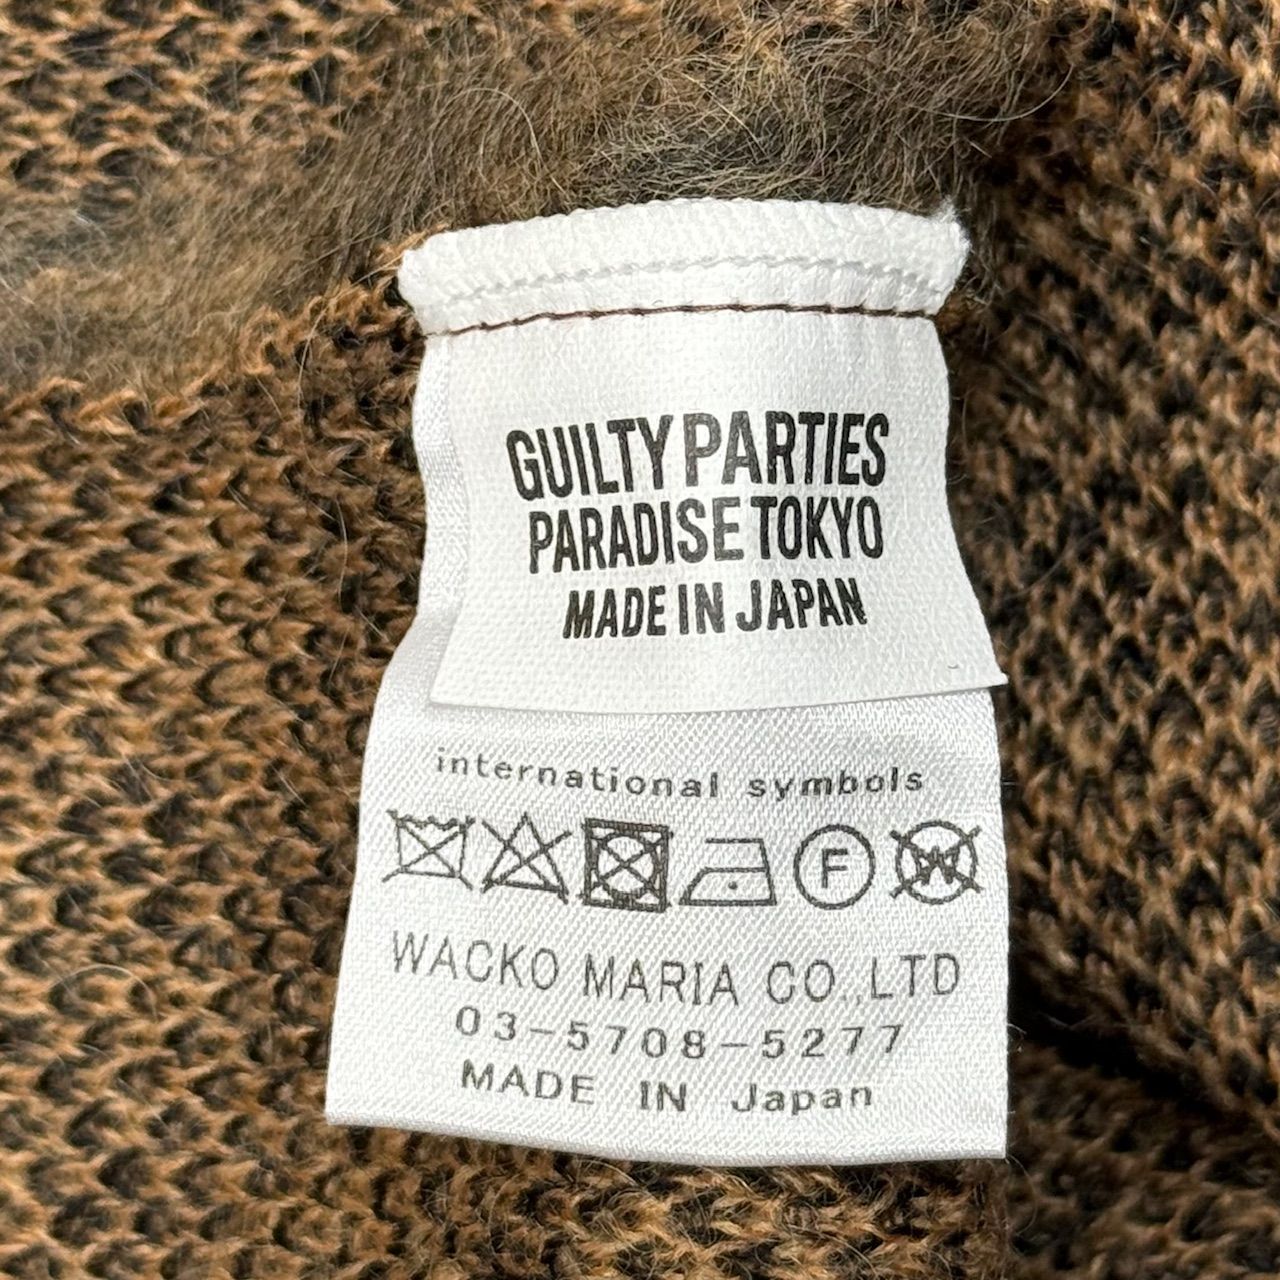 GUILTY PARTIES
PARADISE TOKYO
MADE IN JAPAN
international symbols
F W
WACKO MARIA CO.,LTD
03-5708-5277
MADE IN Japan